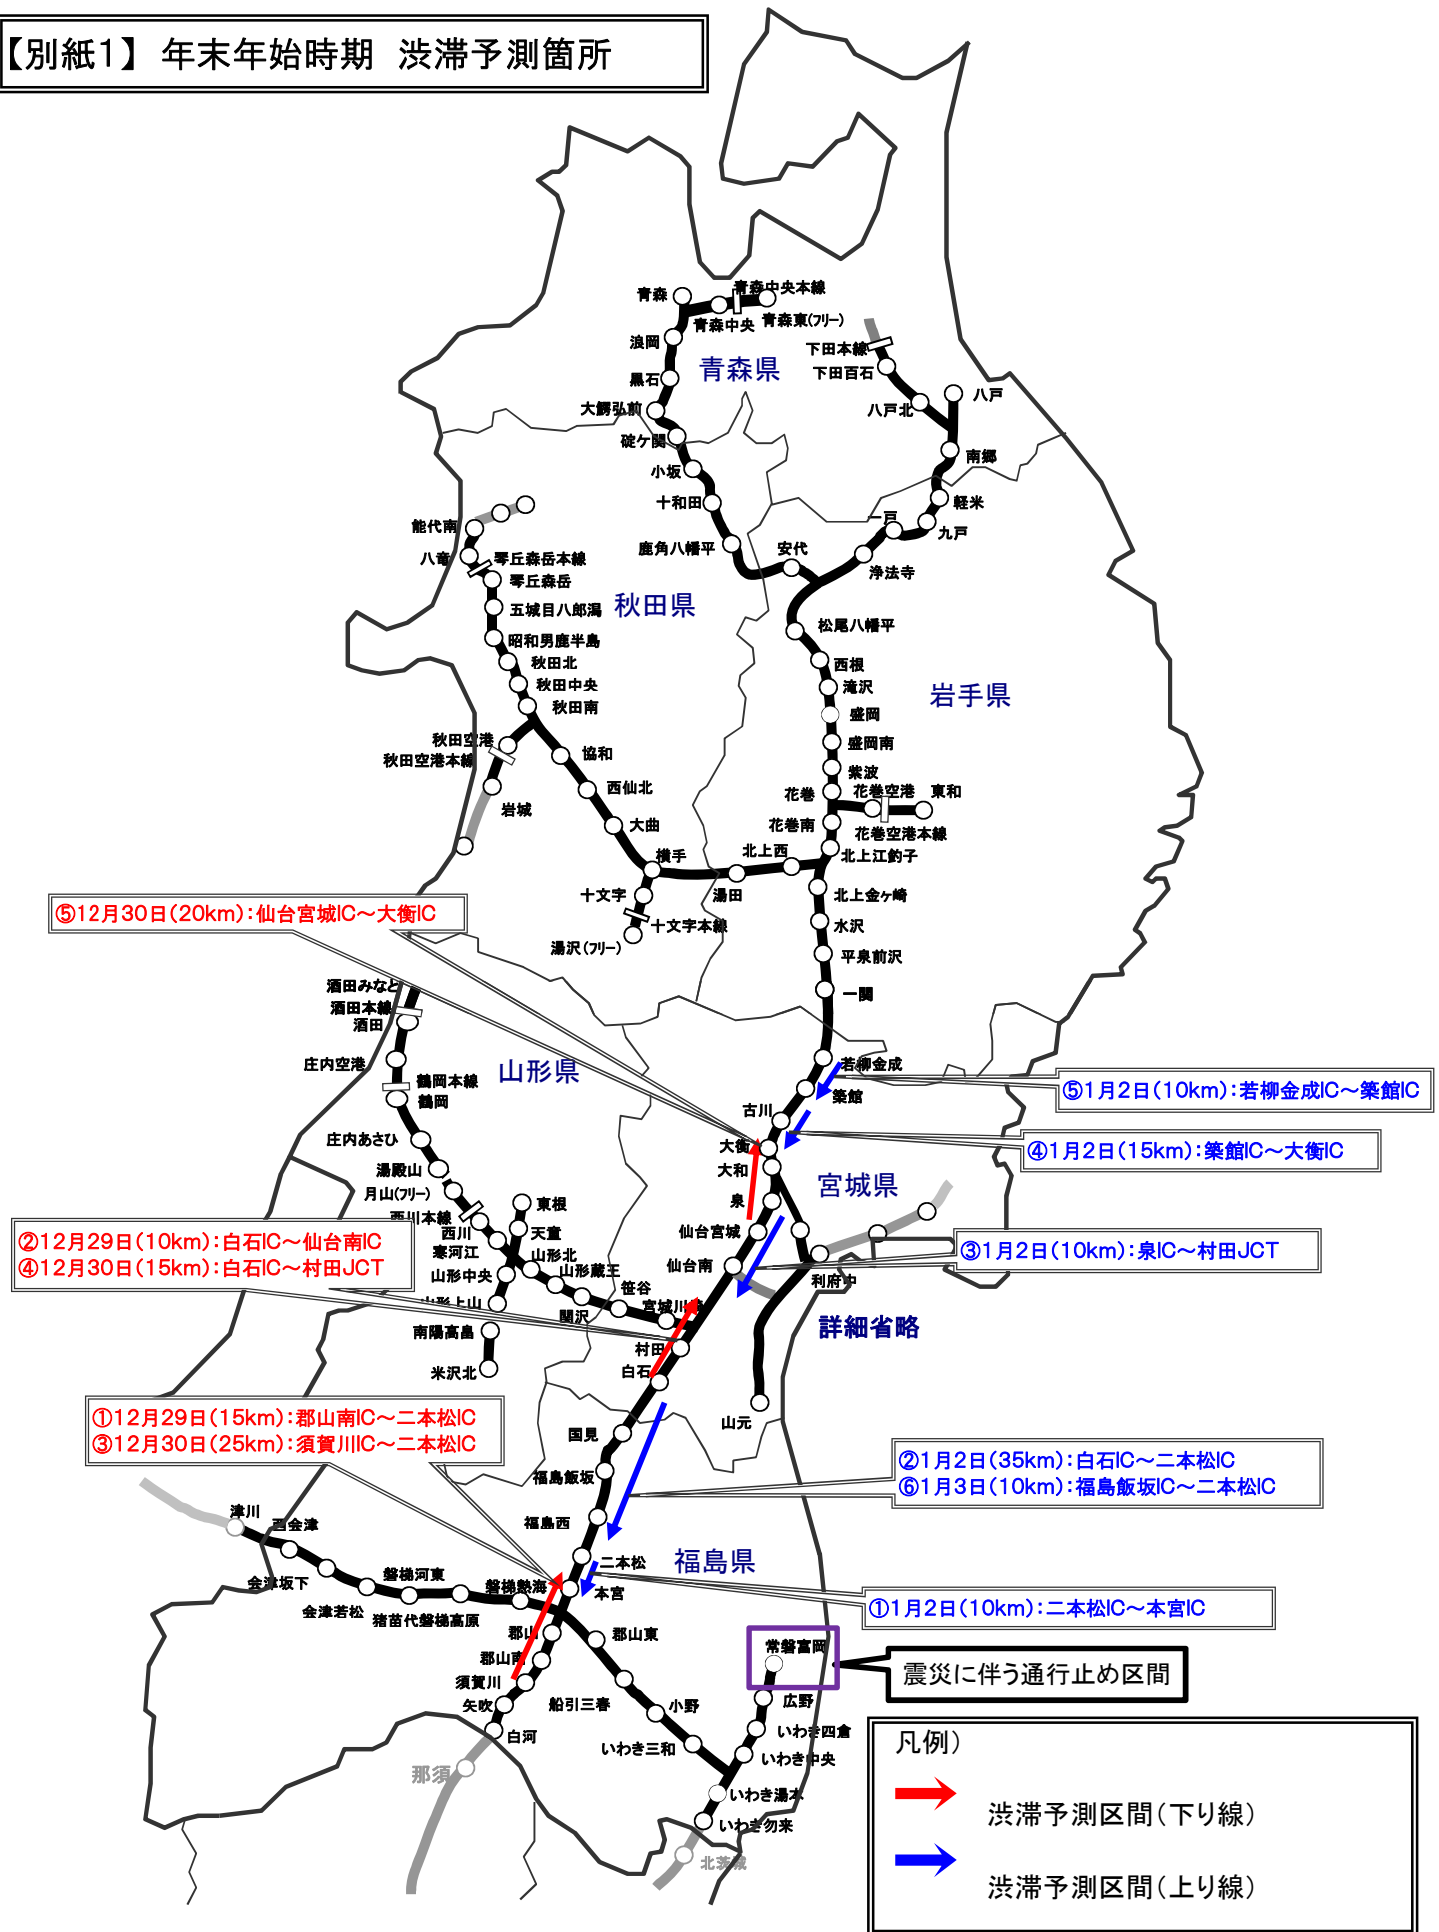 【別紙1】 年末年始時期 渋滞予測箇所
青森
青森中央本線
青森中央
青森東(フリー)
浪岡
下田本線
青森県
下田百石
黒石
八戸
大鰐弘前
八戸北
碇ケ関
南郷
小坂
十和田
軽米
一戸
能代南
九戸
鹿角八幡平
安代
八竜
琴丘森岳本線
浄法寺
琴丘森岳
五城目八郎潟
秋田県
昭和男鹿半島
松尾八幡平
秋田北
西根
秋田中央
滝沢
岩手県
秋田南
盛岡
秋田空港
盛岡南
秋田空港本線
協和
紫波
西仙北
花巻
花巻空港
東和
岩城
大曲
花巻南
花巻空港本線
横手
北上西
北上江釣子
十文字
湯田
北上金ヶ崎
⑤12月30日(20km):仙台宮城IC~大衡IC
十文字本線
水沢
湯沢(フリー)
平泉前沢
酒田みなと
一関
酒田本線
酒田
庄内空港
山形県
若柳金成
鶴岡本線
⑤1月2日(10km):若柳金成IC~築館IC
鶴岡
築館
古川
庄内あさひ
大衡
④1月2日(15km):築館IC~大衡IC
湯殿山
大和
月山(フリー)
宮城県
泉
東根
西川本線
西川
天童
仙台宮城
②12月29日(10km):白石IC~仙台南IC
④12月30日(15km):白石IC~村田JCT
寒河江
山形北
③1月2日(10km):泉IC~村田JCT
山形中央
山形蔵王
仙台南
利府中
笹谷
山形上山
関沢
宮城川崎
南陽高畠
詳細省略
村田
米沢北
白石
①12月29日(15km):郡山南IC~二本松IC
③12月30日(25km):須賀川IC~二本松IC
山元
国見
②1月2日(35km):白石IC~二本松IC
⑥1月3日(10km):福島飯坂IC~二本松IC
福島飯坂
津川
西会津
福島西
福島県
二本松
会津坂下
磐梯河東
磐梯熱海
本宮
会津若松
猪苗代磐梯高原
①1月2日(10km):二本松IC~本宮IC
郡山
郡山東
郡山南
常磐富岡
震災に伴う通行止め区間
須賀川
矢吹
船引三春
小野
広野
白河
いわき三和
いわき四倉
いわき中央
那須
いわき湯本
いわき勿来
北茨城
凡例)
渋滞予測区間(下り線)
渋滞予測区間(上り線)